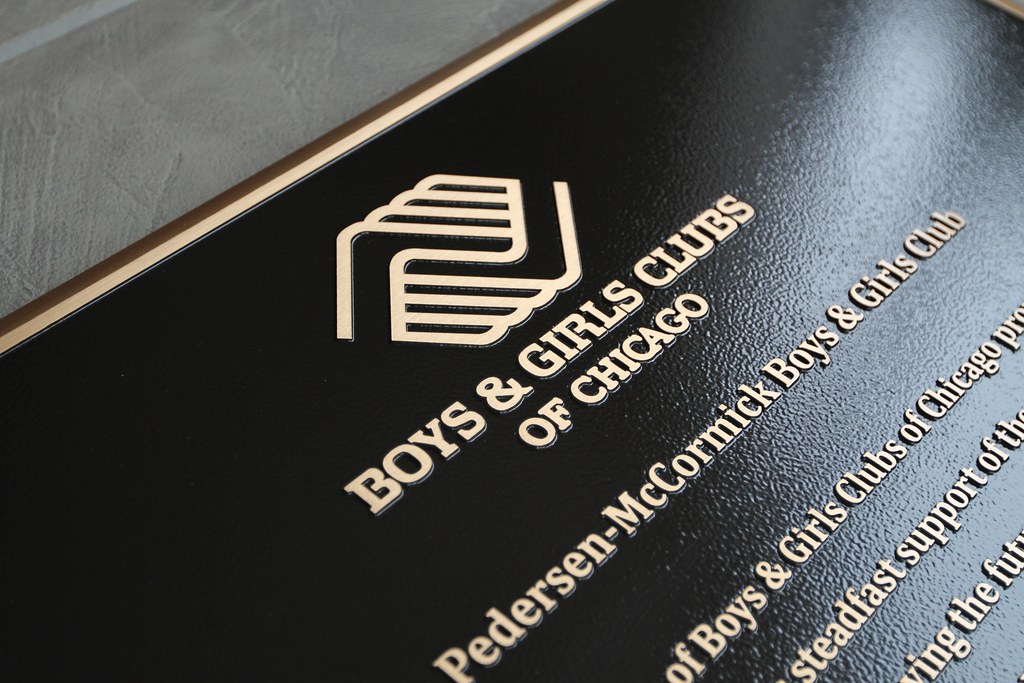 BOYS & GIRLS CLUBS
OF CHICAGO
Pedersen-McCormick Boys & Girls Club
of Boys & Girls Clubs of Chicago
steadfast support of the
the